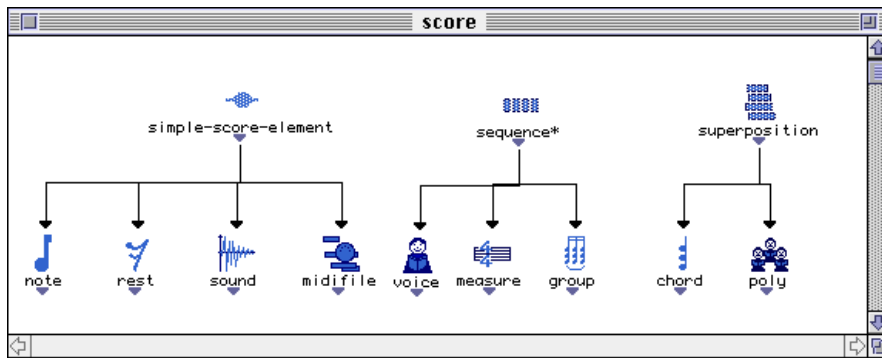 score
simple-score-element
sequence*
superposition
note
rest
sound
midifile
voice
measure
group
chord
poly